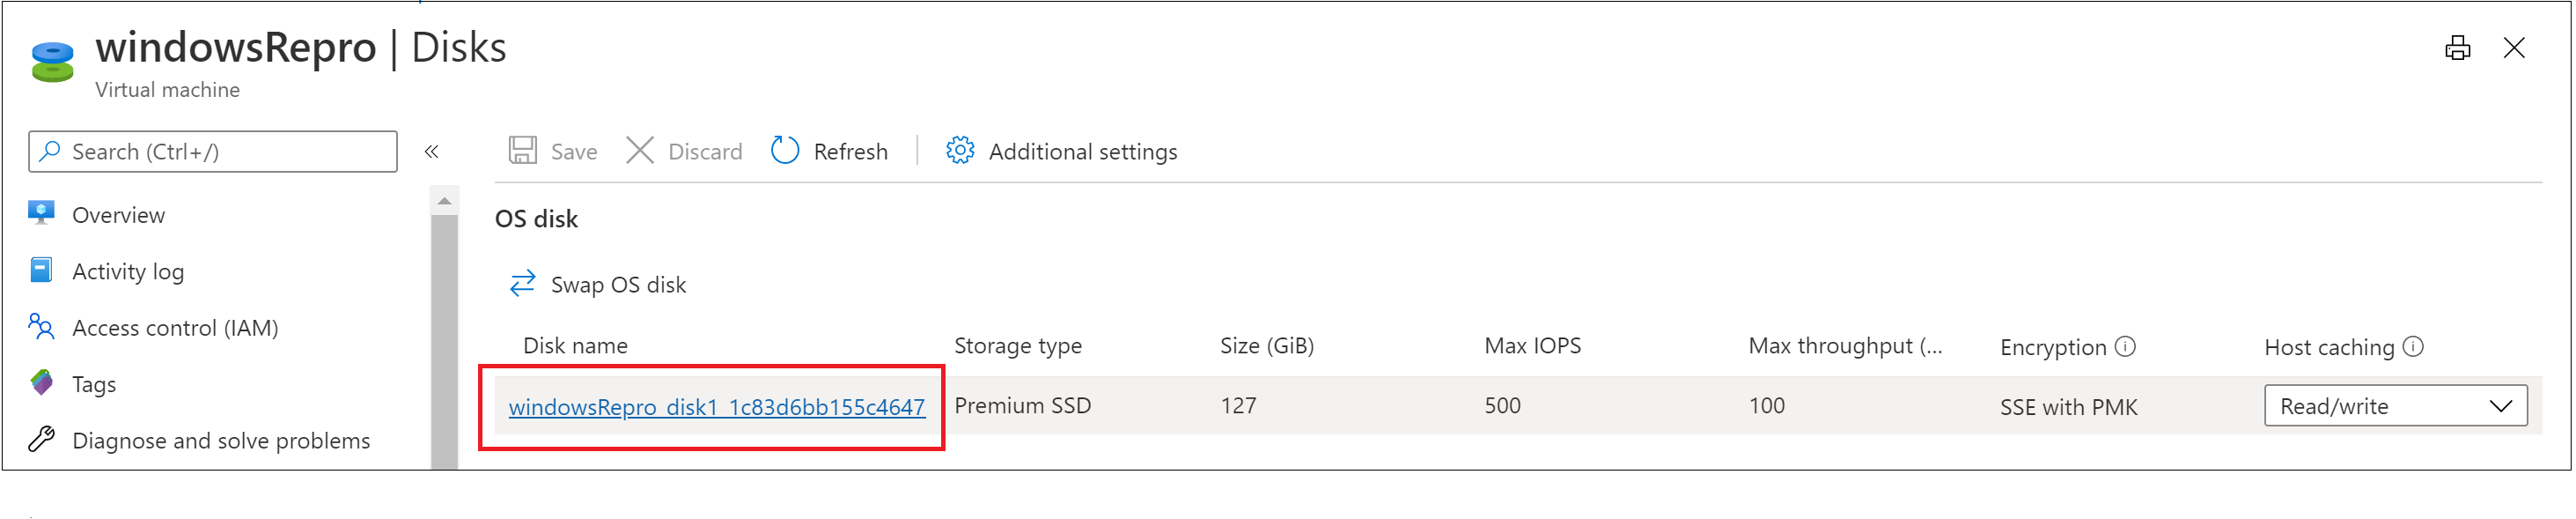 windowsRepro | Disks
Virtual machine
Search (Ctrl+/)
«
Save
Discard
Refresh
Additional settings
Overview
Activity log
Access control (IAM)
Tags
Diagnose and solve problems
OS disk
Swap OS disk
Disk name Storage type Size (GiB) Max IOPS Max throughput (... Encryption Host caching
windowsRepro_disk1_1c83d6bb155c4647 Premium SSD 127 500 100 SSE with PMK Read/write